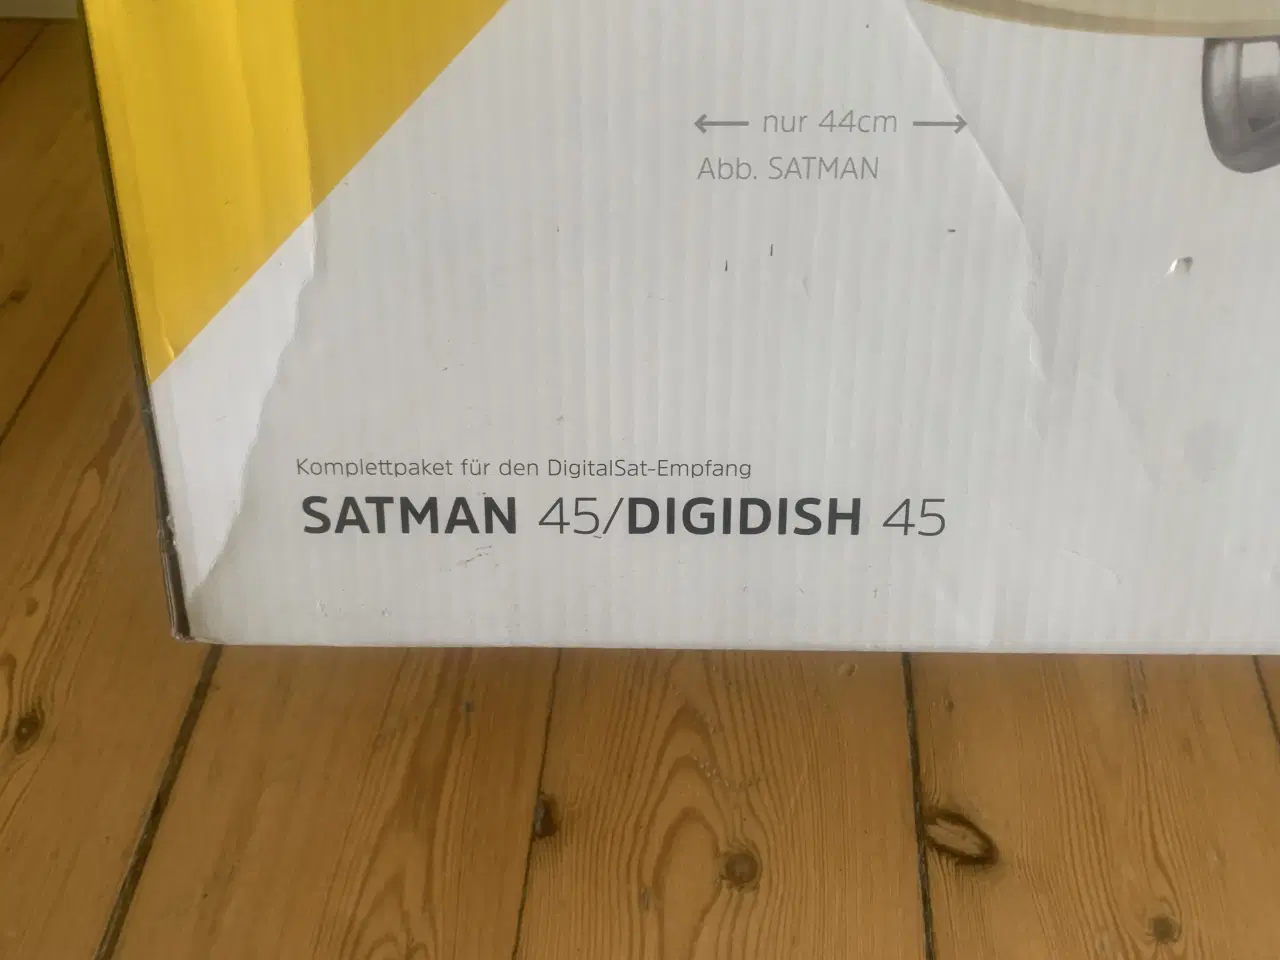 ← nur 44cm →
Abb. SATMAN
Komplettpaket für den DigitalSat-Empfang
SATMAN 45/DIGIDISH 45